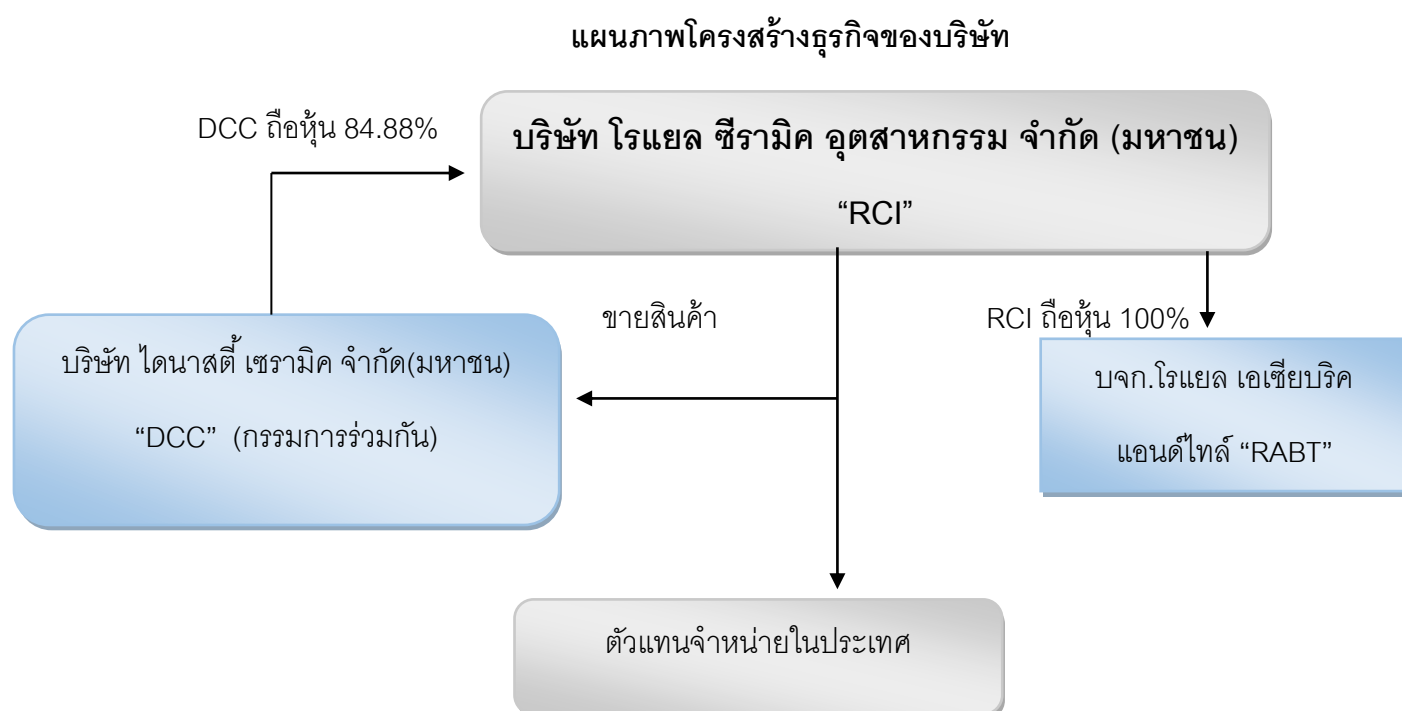 แผนภาพโครงสร้างธุรกิจของบริษัท
DCC ถือหุ้น 84.88%
บริษัท โรแยล ซีรามิค อุตสาหกรรม จำกัด (มหาชน)
“RCI”
ขายสินค้า
RCI ถือหุ้น 100%
บริษัท ไดนาสตี้ เซรามิค จำกัด(มหาชน)
“DCC” (กรรมการร่วมกัน)
บจก.โรแยล เอเซียบริค
แอนด์ไทล์ “RABT”
ตัวแทนจำหน่ายในประเทศ